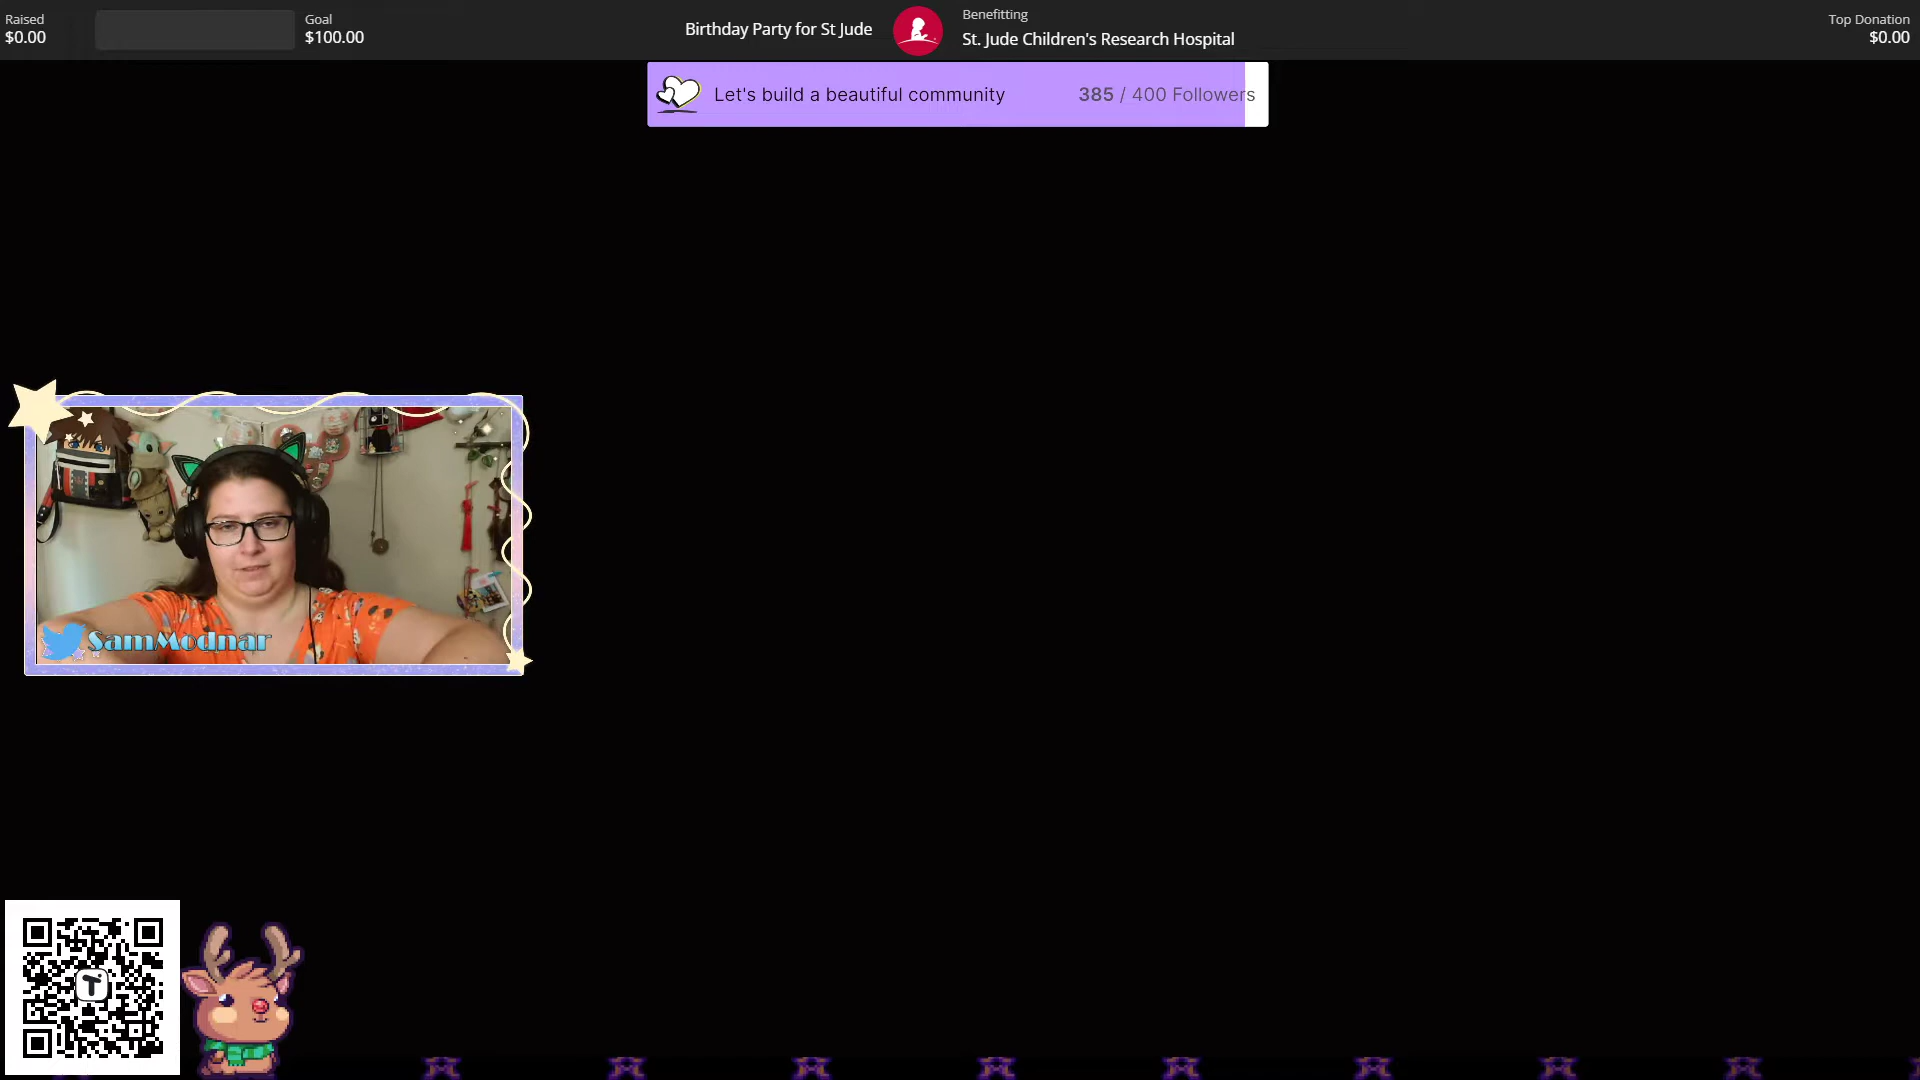 Raised
$0.00
Goal
$100.00
Birthday Party for St Jude
Benefitting
St. Jude Children's Research Hospital
Top Donation
$0.00
Let's build a beautiful community
385 / 400 Followers
SamModnar
T